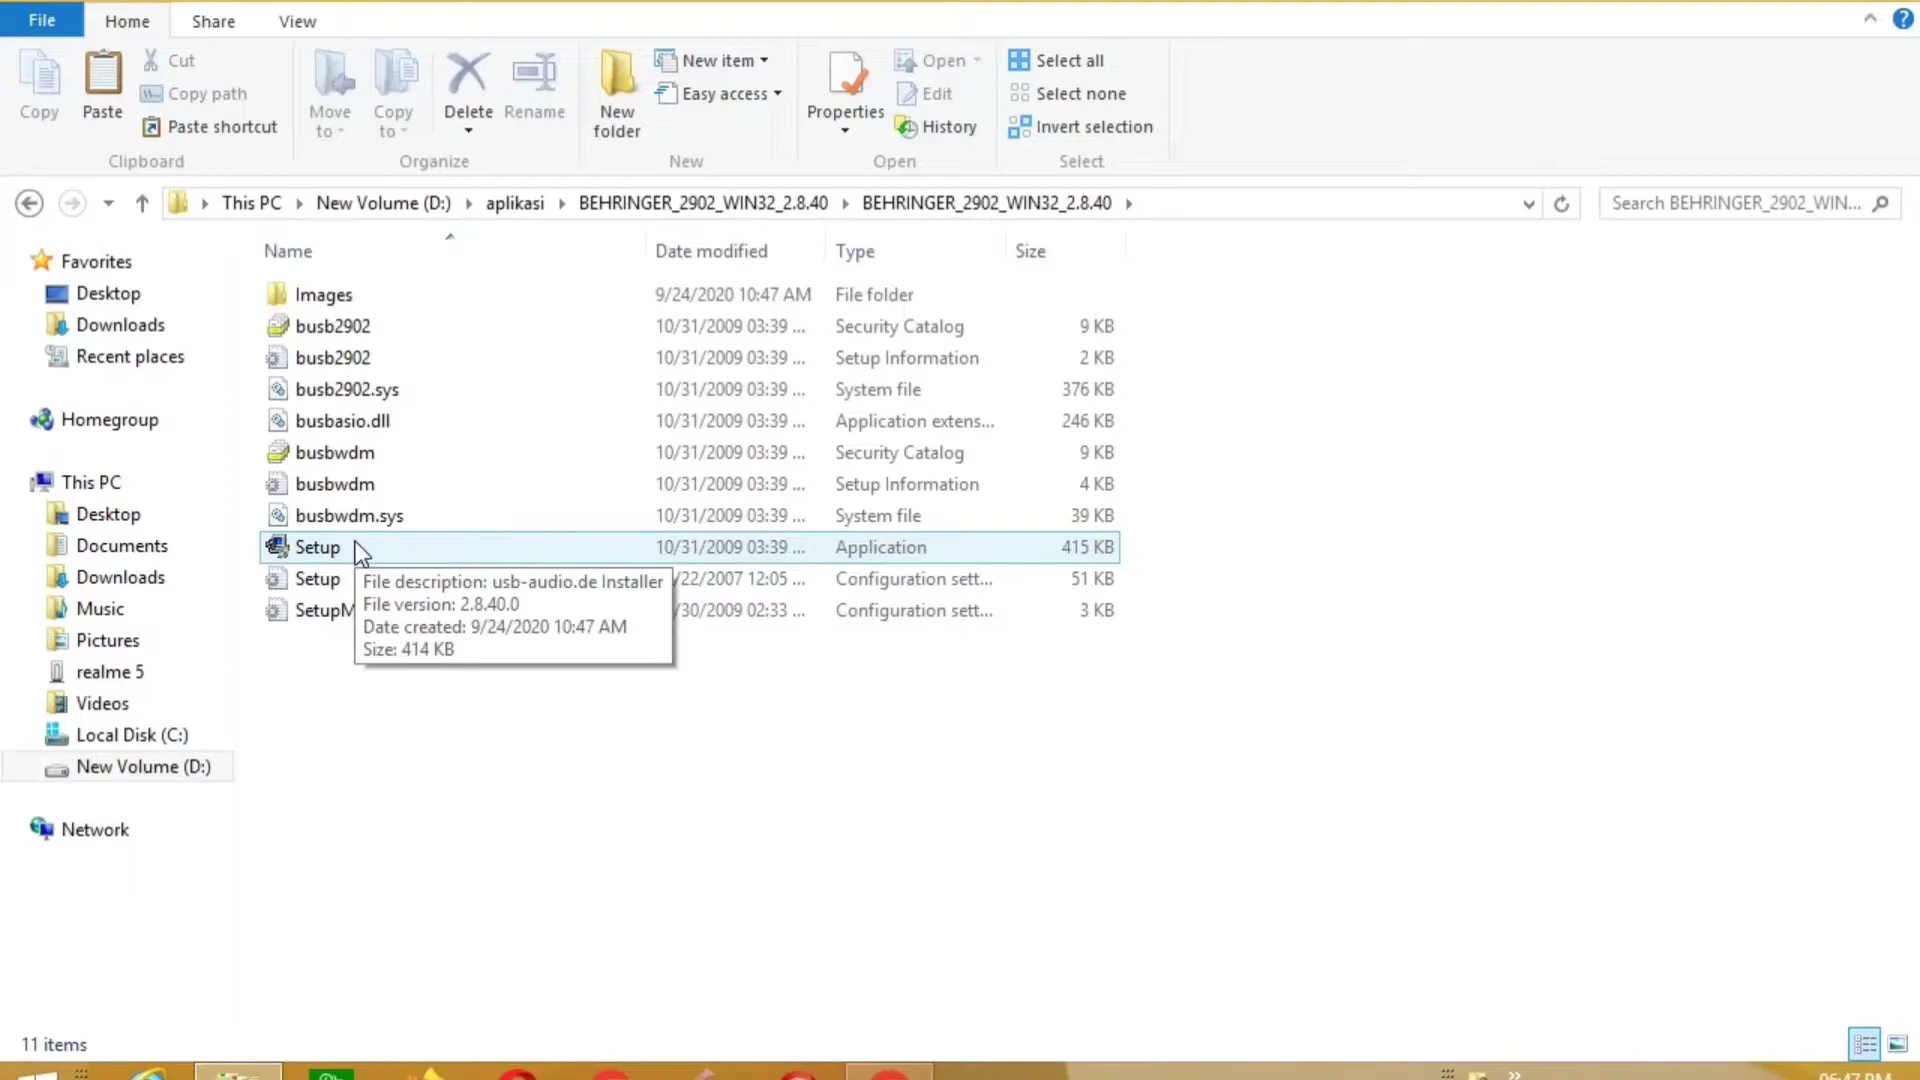 File Home Share View
Copy
Paste
Cut
Copy path
Paste shortcut
Clipboard
Move to
Copy to
Delete
Rename
Organize
New folder
New item
Easy access
New
Properties
Open
Edit
History
Open
Select all
Select none
Invert selection
Select
This PC New Volume (D:) aplikasi BEHRINGER_2902_WIN32_2.8.40 BEHRINGER_2902_WIN32_2.8.40
Search BEHRINGER_2902_WIN...
Favorites
Desktop
Downloads
Recent places
Homegroup
This PC
Desktop
Documents
Downloads
Music
Pictures
realme 5
Videos
Local Disk (C:)
New Volume (D:)
Network
Name Date modified Type Size
Images 9/24/2020 10:47 AM File folder
busb2902 10/31/2009 03:39 ... Security Catalog 9 KB
busb2902 10/31/2009 03:39 ... Setup Information 2 KB
busb2902.sys 10/31/2009 03:39 ... System file 376 KB
busbasio.dll 10/31/2009 03:39 ... Application extens... 246 KB
busbwdm 10/31/2009 03:39 ... Security Catalog 9 KB
busbwdm 10/31/2009 03:39 ... Setup Information 4 KB
busbwdm.sys 10/31/2009 03:39 ... System file 39 KB
Setup 10/31/2009 03:39 ... Application 415 KB
Setup /22/2007 12:05 ... Configuration sett... 51 KB
SetupM /30/2009 02:33 ... Configuration sett... 3 KB
File description: usb-audio.de Installer
File version: 2.8.40.0
Date created: 9/24/2020 10:47 AM
Size: 414 KB
11 items
06:47 PM